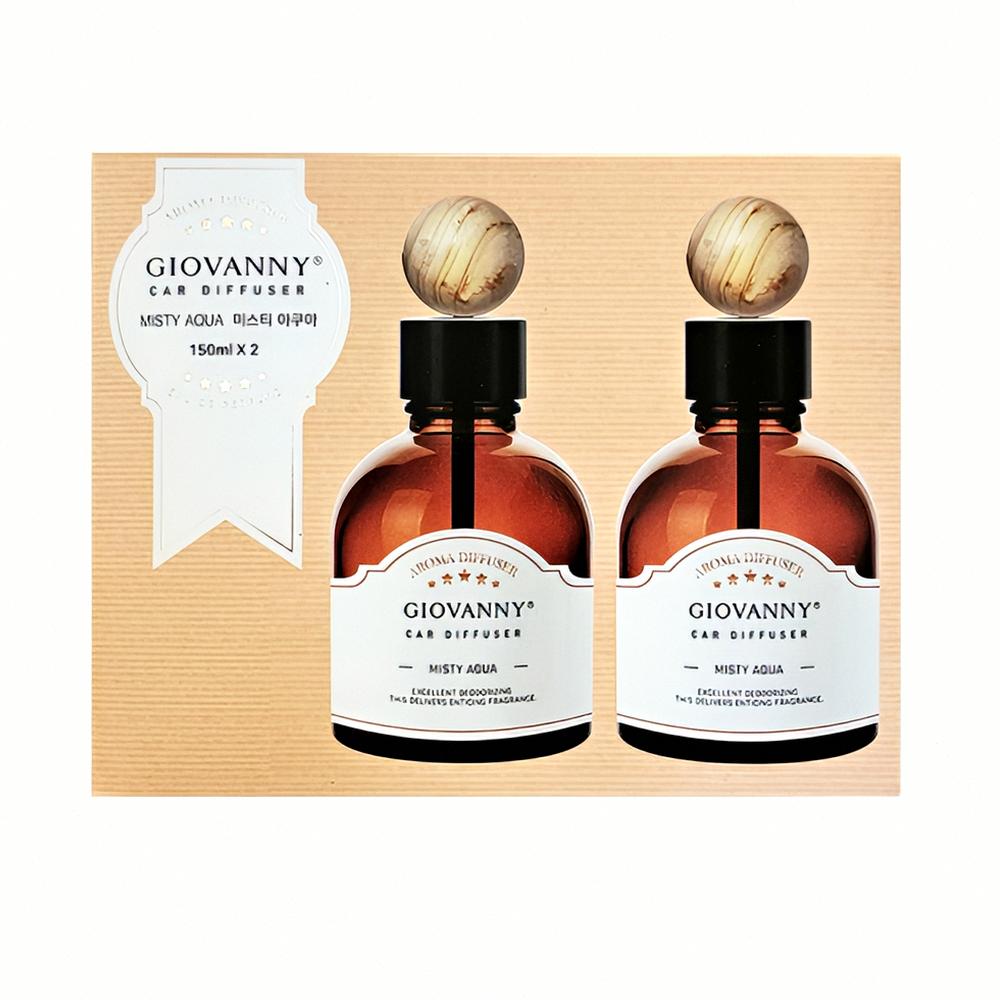 AROMA DIFFUSER
GIOVANNY®
CAR DIFFUSER
MISTY AQUA 미스티 아쿠아
150ml X 2
AROMA DIFFUSER
GIOVANNY®
CAR DIFFUSER
MISTY AQUA
EXCELLENT DEODORIZING
THIS DELIVERS ENTICING FRAGRANCE.
AROMA DIFFUSER
GIOVANNY®
CAR DIFFUSER
MISTY AQUA
EXCELLENT DEODORIZING
THIS DELIVERS ENTICING FRAGRANCE.